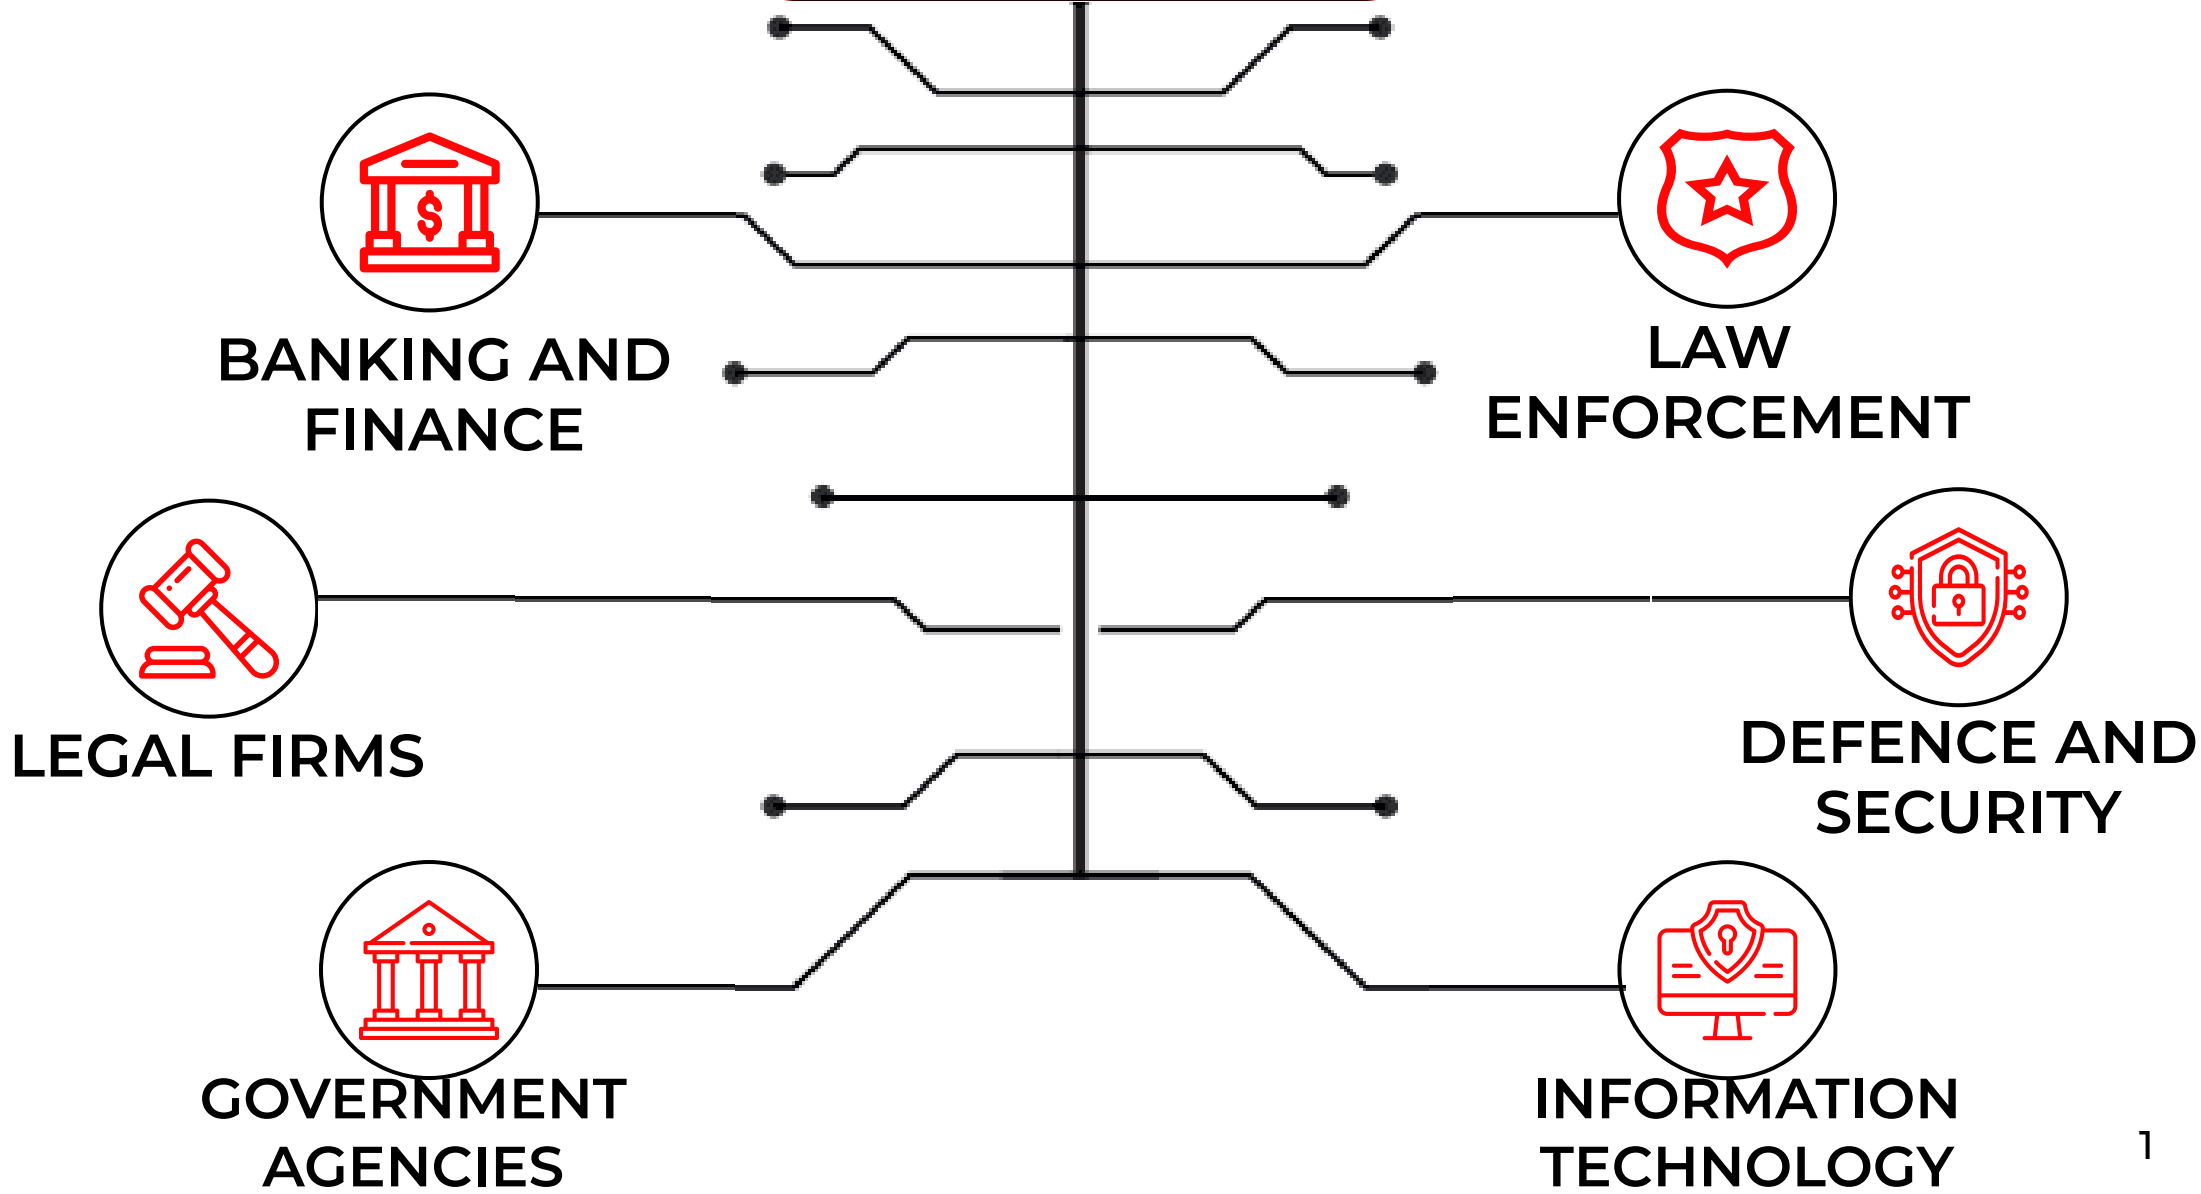 BANKING AND
FINANCE
LAW
ENFORCEMENT
LEGAL FIRMS
DEFENCE AND
SECURITY
GOVERNMENT
AGENCIES
INFORMATION
TECHNOLOGY
1